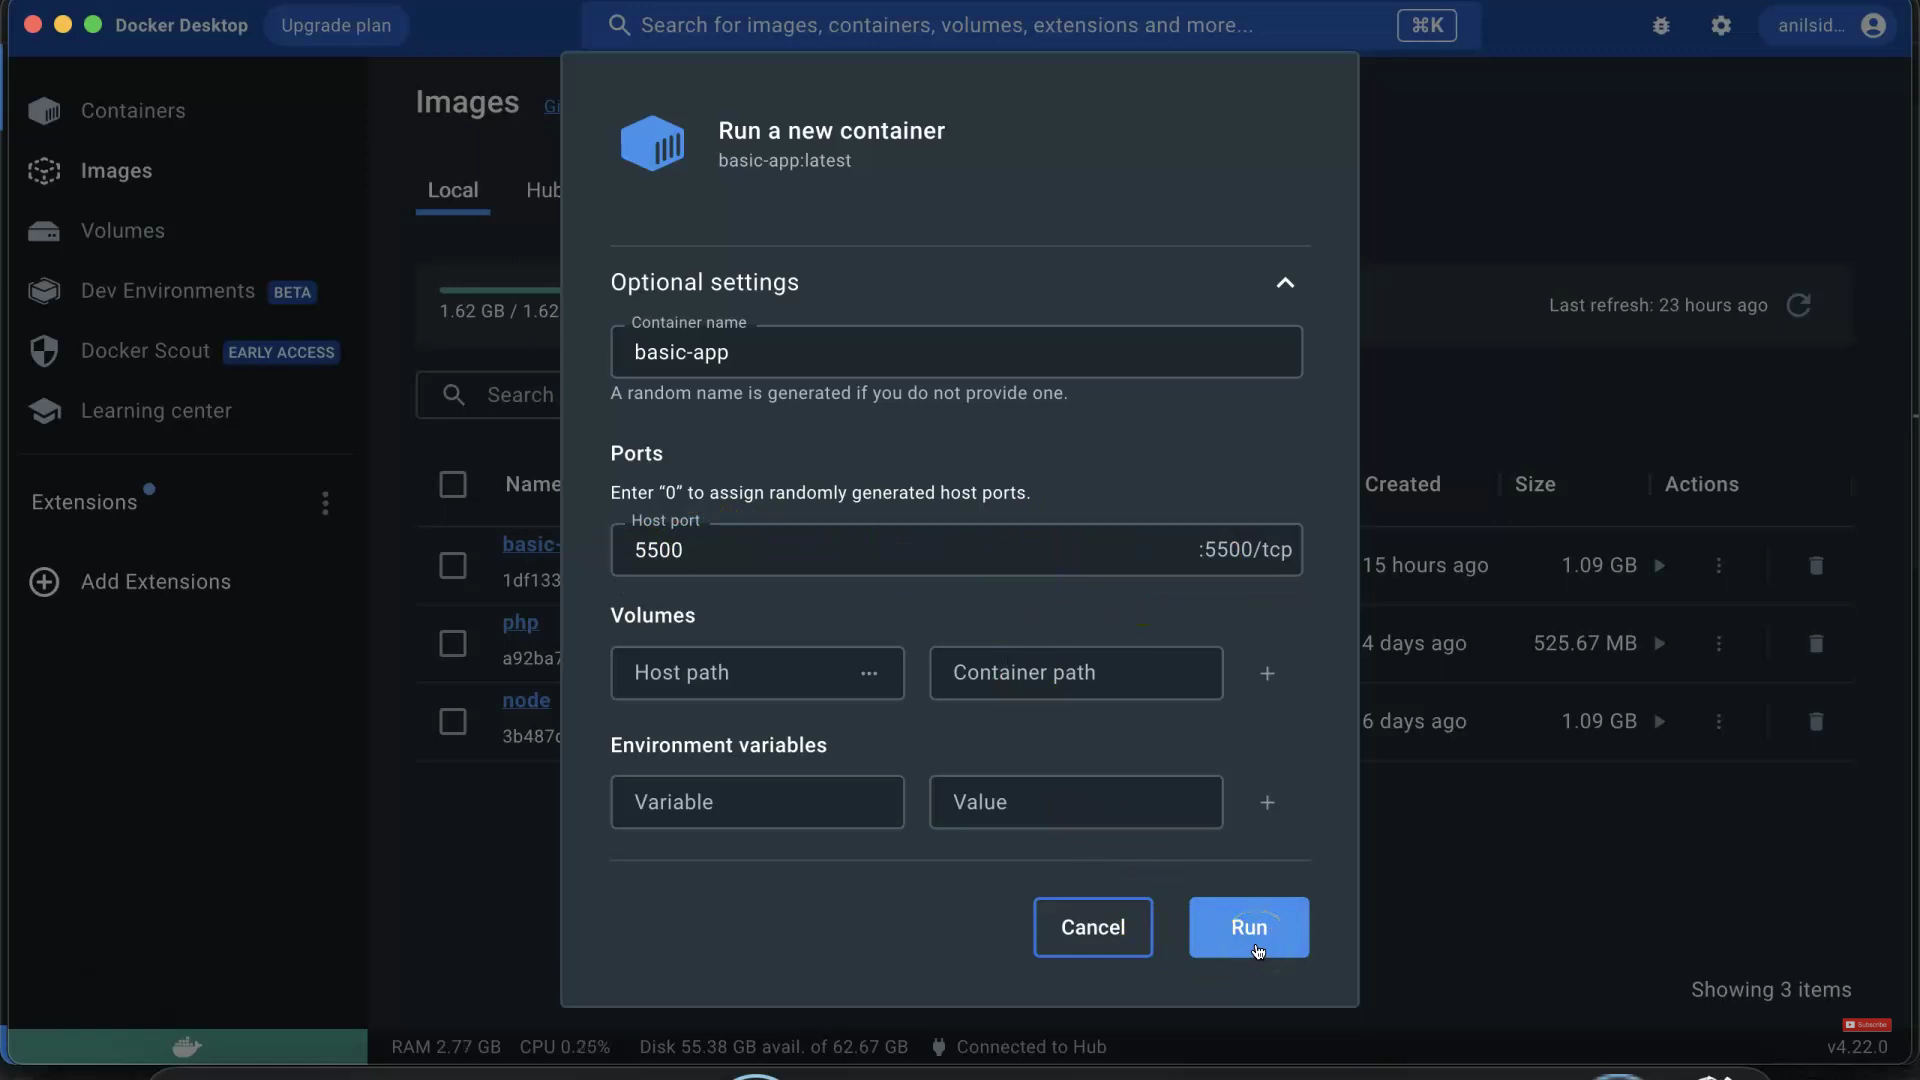 Docker Desktop
Upgrade plan
Search for images, containers, volumes, extensions and more...
⌘K
anilsid...
Containers
Images
Volumes
Dev Environments BETA
Docker Scout EARLY ACCESS
Learning center
Extensions
Add Extensions
Images
Gi
Local
Hub
1.62 GB / 1.62
Last refresh: 23 hours ago
Search
Name
Created
Size
Actions
basic-
1df133
15 hours ago
1.09 GB
php
a92ba7
4 days ago
525.67 MB
node
3b487c
6 days ago
1.09 GB
Run a new container
basic-app:latest
Optional settings
Container name
basic-app
A random name is generated if you do not provide one.
Ports
Enter “0” to assign randomly generated host ports.
Host port
5500
:5500/tcp
Volumes
Host path
...
Container path
+
Environment variables
Variable
Value
+
Cancel
Run
Showing 3 items
Subscribe
RAM 2.77 GB CPU 0.25% Disk 55.38 GB avail. of 62.67 GB Connected to Hub
v4.22.0